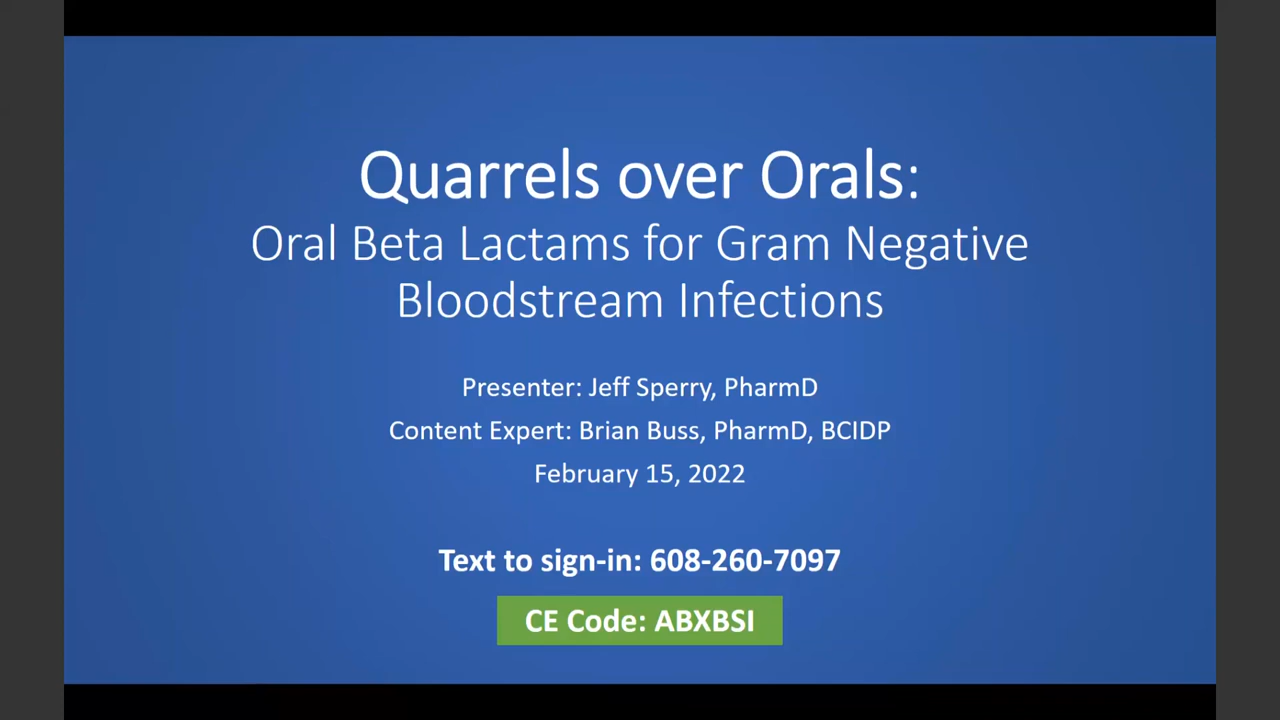 Quarrels over Orals:
Oral Beta Lactams for Gram Negative
Bloodstream Infections
Presenter: Jeff Sperry, PharmD
Content Expert: Brian Buss, PharmD, BCIDP
February 15, 2022
Text to sign-in: 608-260-7097
CE Code: ABXBSI